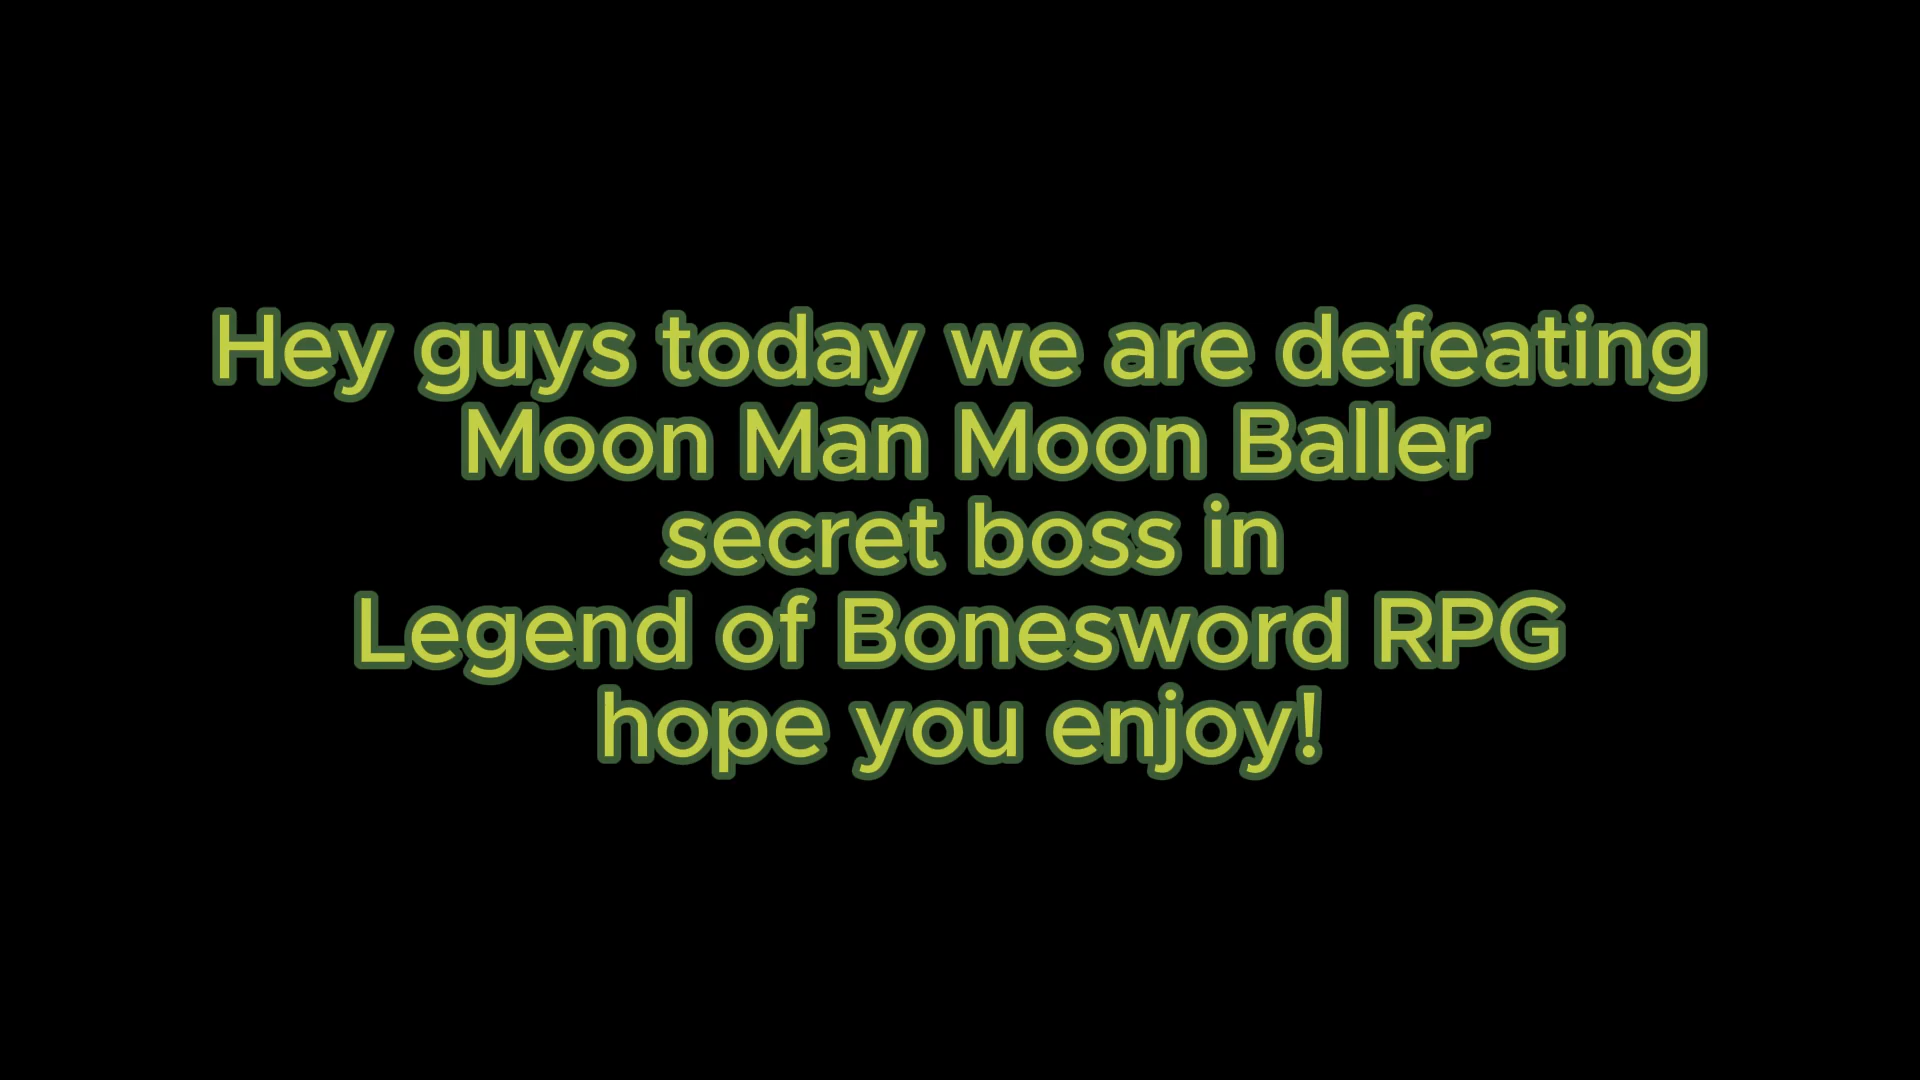 Hey guys today we are defeating
Moon Man Moon Baller
secret boss in
Legend of Bonesword RPG
hope you enjoy!